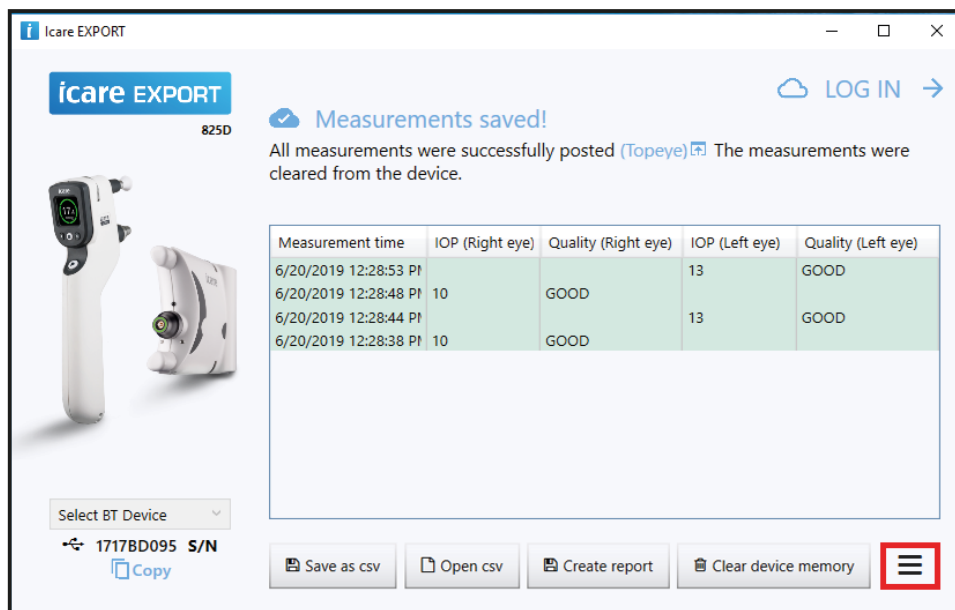 Icare EXPORT
icare EXPORT
825D
LOG IN
Measurements saved!
All measurements were successfully posted (Topeye) The measurements were
cleared from the device.
Measurement time IOP (Right eye) Quality (Right eye) IOP (Left eye) Quality (Left eye)
6/20/2019 12:28:53 PM 13 GOOD
6/20/2019 12:28:48 PM 10 GOOD
6/20/2019 12:28:44 PM 13 GOOD
6/20/2019 12:28:38 PM 10 GOOD
Select BT Device
1717BD095 S/N
Copy
Save as csv Open csv Create report Clear device memory